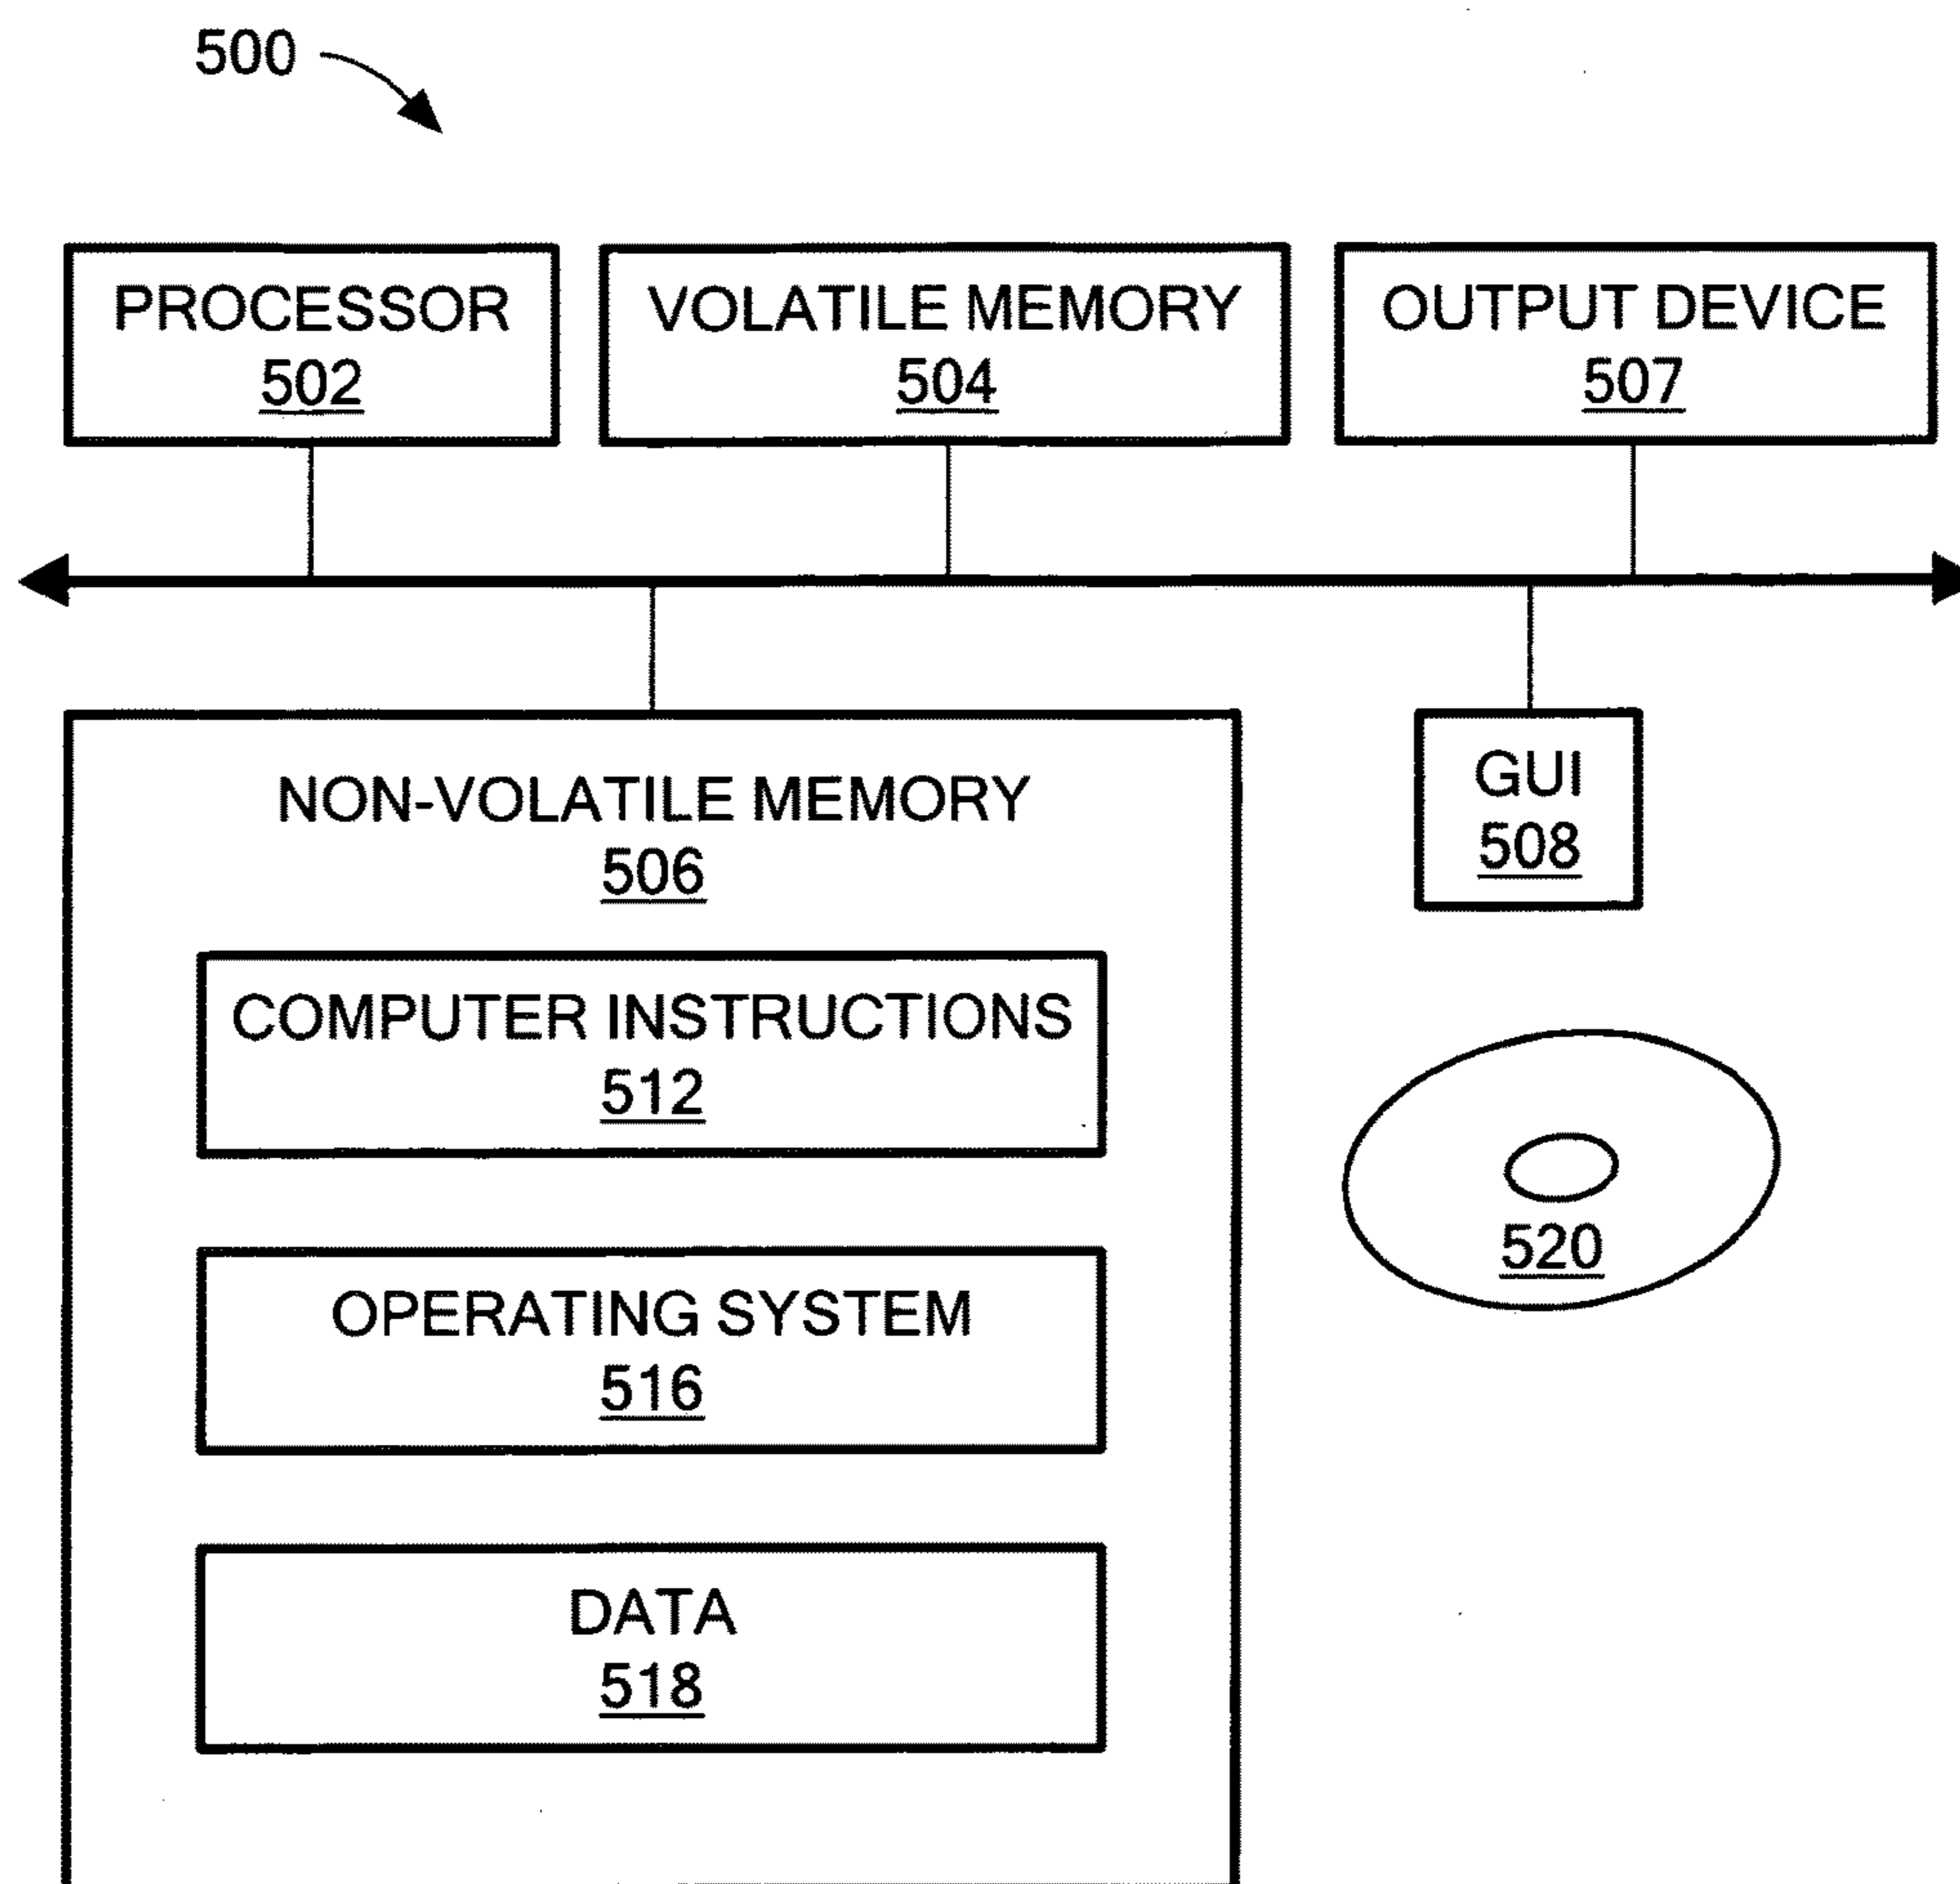 500
PROCESSOR
502
VOLATILE MEMORY
504
OUTPUT DEVICE
507
NON-VOLATILE MEMORY
506
COMPUTER INSTRUCTIONS
512
OPERATING SYSTEM
516
DATA
518
GUI
508
520